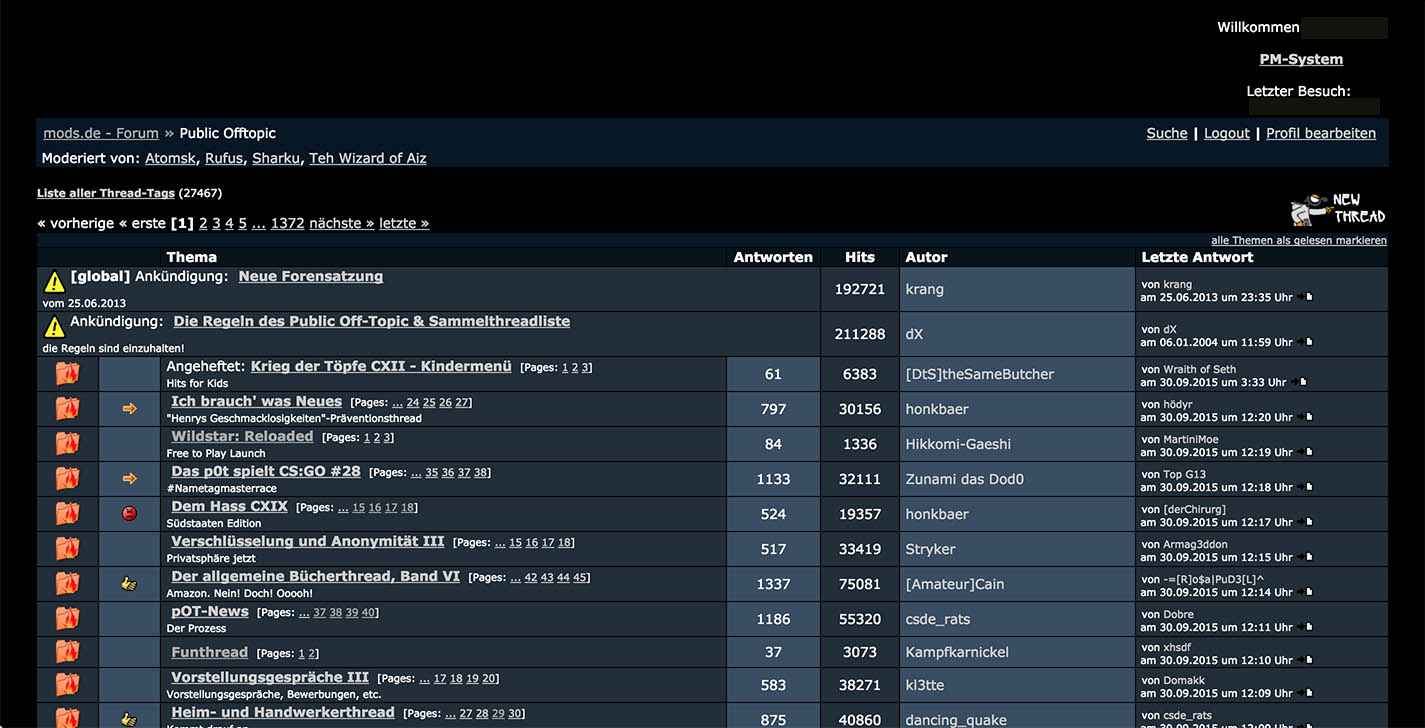 Willkommen
PM-System
Letzter Besuch:
mods.de - Forum » Public Offtopic
Suche | Logout | Profil bearbeiten
Moderiert von: Atomsk, Rufus, Sharku, Teh Wizard of Aiz
Liste aller Thread-Tags (27467)
NEW THREAD
« vorherige « erste [1] 2 3 4 5 ... 1372 nächste » letzte »
alle Themen als gelesen markieren
Thema Antworten Hits Autor Letzte Antwort
[global] Ankündigung: Neue Forensatzung
vom 25.06.2013
192721 krang
von krang
am 25.06.2013 um 23:35 Uhr
Ankündigung: Die Regeln des Public Off-Topic & Sammelthreadliste
die Regeln sind einzuhalten!
211288 dX
von dX
am 06.01.2004 um 11:59 Uhr
Angeheftet: Krieg der Töpfe CXII - Kindermenü [Pages: 1 2 3]
Hits for Kids
61 6383 [DtS]theSameButcher
von Wraith of Seth
am 30.09.2015 um 3:33 Uhr
Ich brauch' was Neues [Pages: ... 24 25 26 27]
"Henrys Geschmacklosigkeiten"-Präventionsthread
797 30156 honkbaer
von hödyr
am 30.09.2015 um 12:20 Uhr
Wildstar: Reloaded [Pages: 1 2 3]
Free to Play Launch
84 1336 Hikkomi-Gaeshi
von MartiniMoe
am 30.09.2015 um 12:19 Uhr
Das p0t spielt CS:GO #28 [Pages: ... 35 36 37 38]
#Nametagmasterrace
1133 32111 Zunami das Dod0
von Top G13
am 30.09.2015 um 12:18 Uhr
Dem Hass CXIX [Pages: ... 15 16 17 18]
Südstaaten Edition
524 19357 honkbaer
von [derChirurg]
am 30.09.2015 um 12:17 Uhr
Verschlüsselung und Anonymität III [Pages: ... 15 16 17 18]
Privatsphäre jetzt
517 33419 Stryker
von Armag3ddon
am 30.09.2015 um 12:15 Uhr
Der allgemeine Bücherthread, Band VI [Pages: ... 42 43 44 45]
Amazon. Nein! Doch! Ooooh!
1337 75081 [Amateur]Cain
von -=[R]o$a|PuD3[L]^
am 30.09.2015 um 12:14 Uhr
pOT-News [Pages: ... 37 38 39 40]
Der Prozess
1186 55320 csde_rats
von Dobre
am 30.09.2015 um 12:11 Uhr
Funthread [Pages: 1 2]
37 3073 Kampfkarnickel
von xhsdf
am 30.09.2015 um 12:10 Uhr
Vorstellungsgespräche III [Pages: ... 17 18 19 20]
Vorstellungsgespräche, Bewerbungen, etc.
583 38271 kl3tte
von Domakk
am 30.09.2015 um 12:09 Uhr
Heim- und Handwerkerthread [Pages: ... 27 28 29 30]
875 40860 dancing_quake
von csde_rats